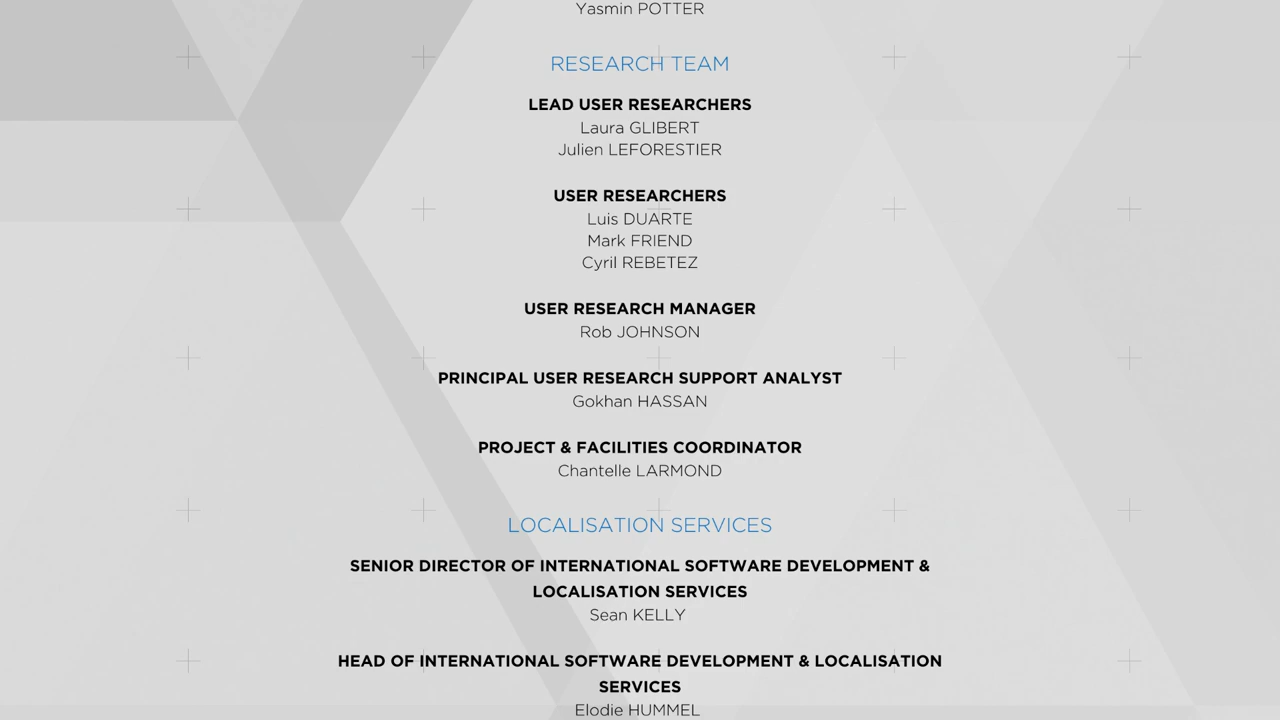 Yasmin POTTER
RESEARCH TEAM
LEAD USER RESEARCHERS
Laura GLIBERT
Julien LEFORESTIER
USER RESEARCHERS
Luis DUARTE
Mark FRIEND
Cyril REBETEZ
USER RESEARCH MANAGER
Rob JOHNSON
PRINCIPAL USER RESEARCH SUPPORT ANALYST
Gokhan HASSAN
PROJECT & FACILITIES COORDINATOR
Chantelle LARMOND
LOCALISATION SERVICES
SENIOR DIRECTOR OF INTERNATIONAL SOFTWARE DEVELOPMENT &
LOCALISATION SERVICES
Sean KELLY
HEAD OF INTERNATIONAL SOFTWARE DEVELOPMENT & LOCALISATION
SERVICES
Elodie HUMMEL